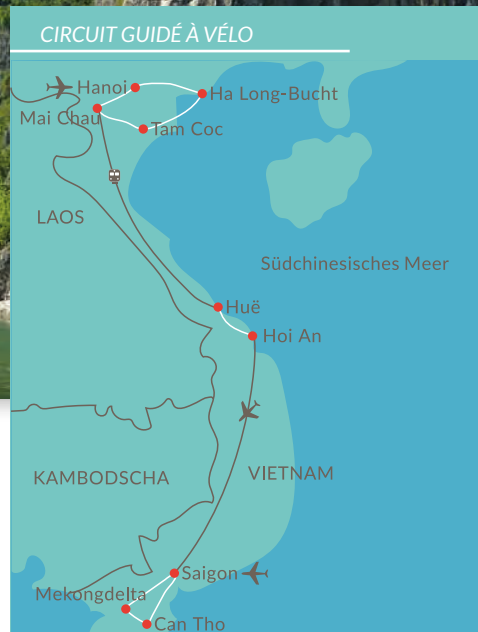 CIRCUIT GUIDÉ À VÉLO
Hanoi
Ha Long-Bucht
Mai Chau
Tam Coc
LAOS
Südchinesisches Meer
Huë
Hoi An
KAMBODSCHA
VIETNAM
Saigon
Mekongdelta
Can Tho